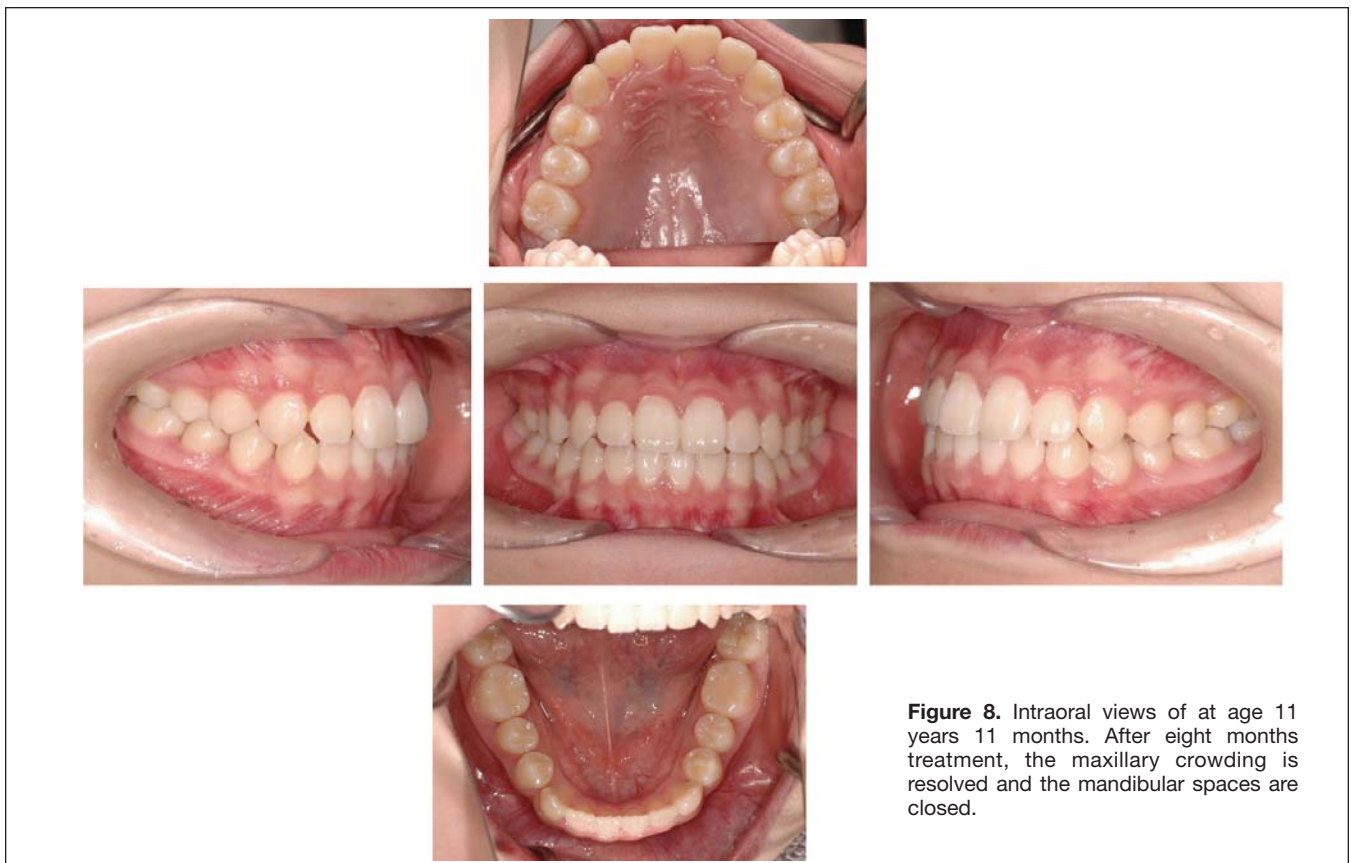 Figure 8. Intraoral views of at age 11
years 11 months. After eight months
treatment, the maxillary crowding is
resolved and the mandibular spaces are
closed.